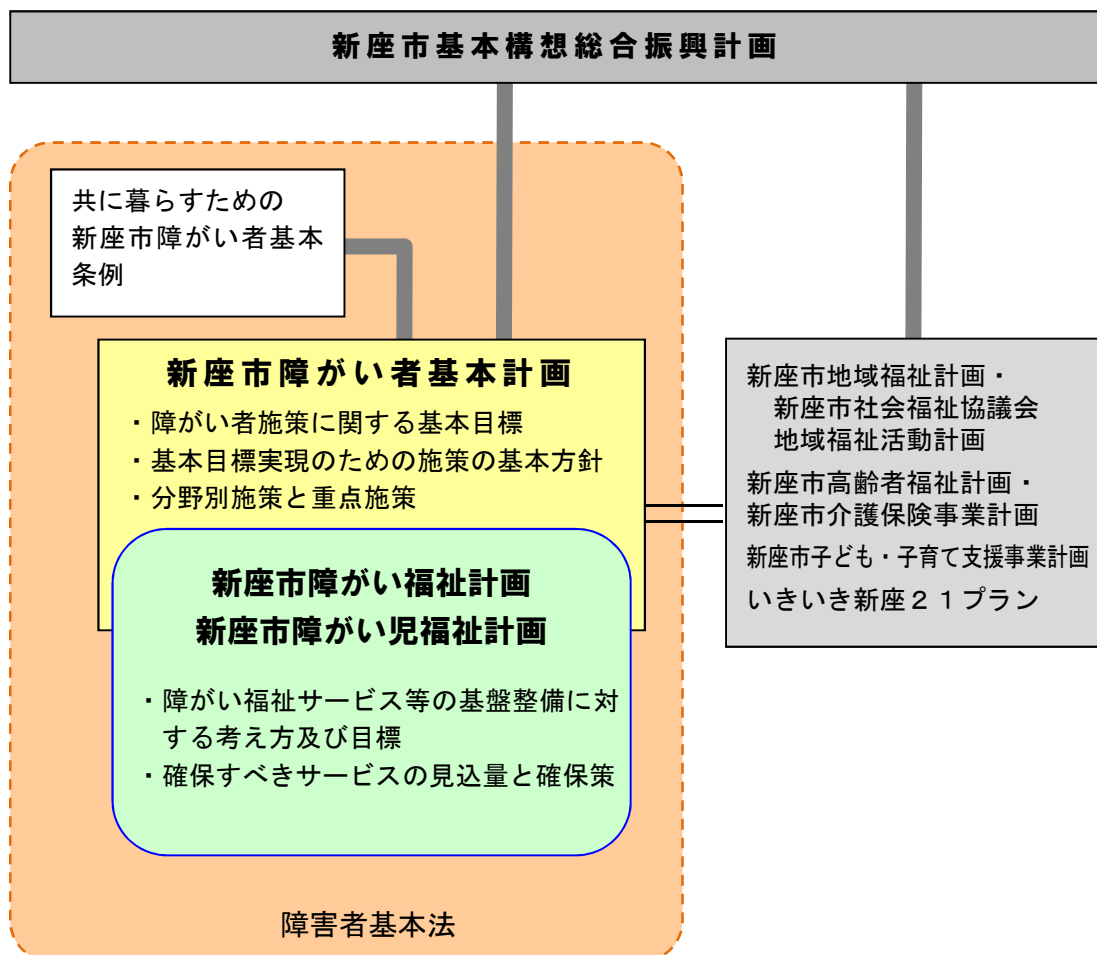 新座市基本構想総合振興計画
共に暮らすための
新座市障がい者基本
条例
新座市障がい者基本計画
・障がい者施策に関する基本目標
・基本目標実現のための施策の基本方針
・分野別施策と重点施策
新座市障がい福祉計画
新座市障がい児福祉計画
・障がい福祉サービス等の基盤整備に対
する考え方及び目標
・確保すべきサービスの見込量と確保策
障害者基本法
新座市地域福祉計画・
新座市社会福祉協議会
地域福祉活動計画
新座市高齢者福祉計画・
新座市介護保険事業計画
新座市子ども・子育て支援事業計画
いきいき新座２１プラン